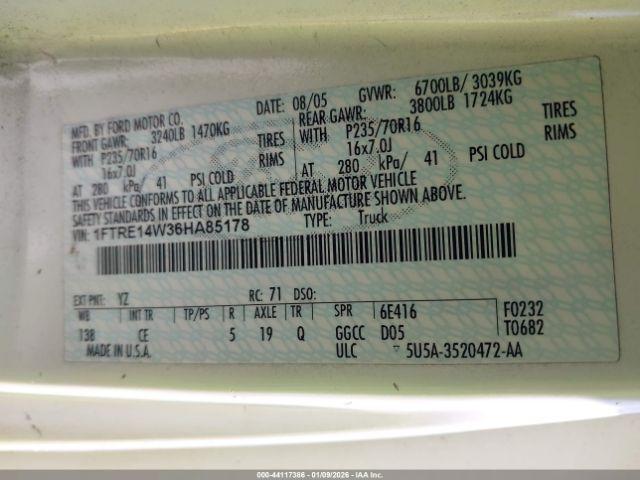 MFD. BY FORD MOTOR CO.
DATE: 08/05 GVWR: 6700LB/ 3039KG
FRONT GAWR: 3240LB 1470KG
REAR GAWR: 3800LB 1724KG
WITH P235/70R16 TIRES
WITH P235/70R16 TIRES
16x7.0J RIMS
16x7.0J RIMS
AT 280 kPa/ 41 PSI COLD
AT 280 kPa/ 41 PSI COLD
THIS VEHICLE CONFORMS TO ALL APPLICABLE FEDERAL MOTOR VEHICLE
SAFETY STANDARDS IN EFFECT ON THE DATE OF MANUFACTURE SHOWN ABOVE.
VIN: 1FTRE14W36HA85178 TYPE: Truck
EXT PNT: YZ RC: 71 DSO:
WB INT TR TP/PS R AXLE TR SPR 6E416 F0232
138 CE 5 19 Q GGCC D05 T0682
MADE IN U.S.A. ULC 5U5A-3520472-AA
000-44117386 - 01/09/2026 - IAA, Inc.